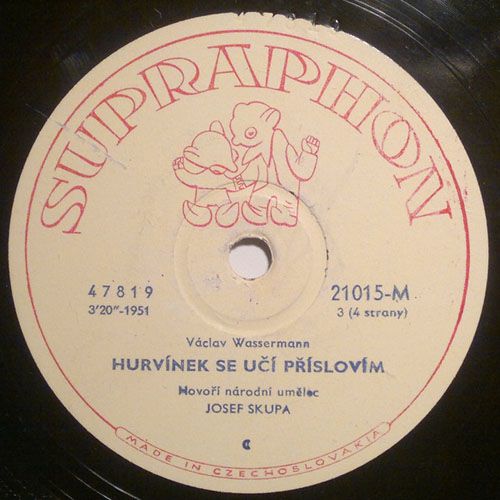 SUPRAPHON
47819
3'20"-1951
21015-M
3 (4 strany)
Václav Wassermann
HURVÍNEK SE UČÍ PŘÍSLOVÍM
Hovoří národní umělec
JOSEF SKUPA
C
MADE IN CZECHOSLOVAKIA